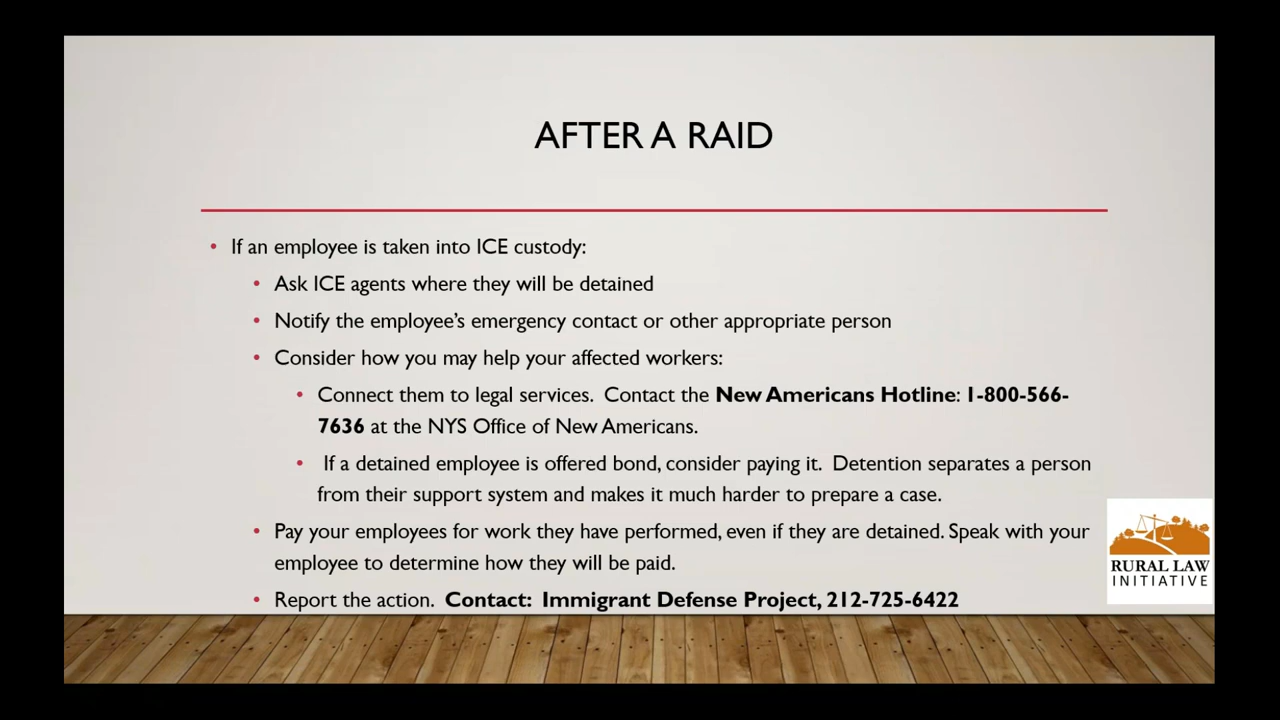 AFTER A RAID
• If an employee is taken into ICE custody:
• Ask ICE agents where they will be detained
• Notify the employee’s emergency contact or other appropriate person
• Consider how you may help your affected workers:
• Connect them to legal services.  Contact the New Americans Hotline: 1-800-566-
7636 at the NYS Office of New Americans.
• If a detained employee is offered bond, consider paying it.  Detention separates a person
from their support system and makes it much harder to prepare a case.
• Pay your employees for work they have performed, even if they are detained. Speak with your
employee to determine how they will be paid.
• Report the action.  Contact:  Immigrant Defense Project, 212-725-6422
RURAL LAW
INITIATIVE